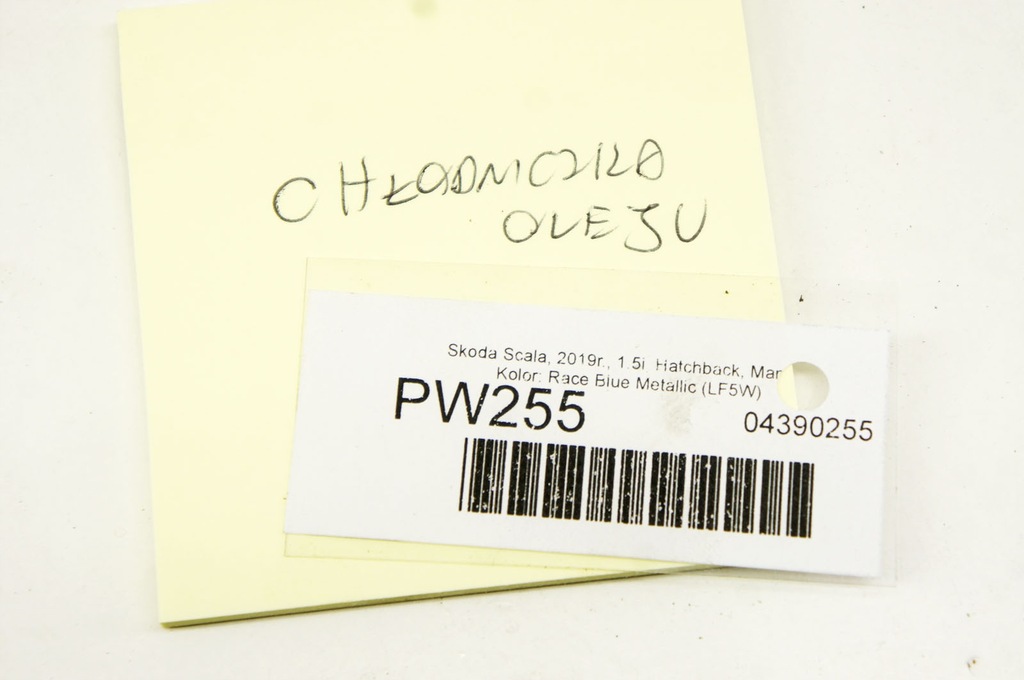 CHŁODNICZKA
OLEJU
Skoda Scala, 2019r., 1.5i, Hatchback, Man
Kolor: Race Blue Metallic (LF5W)
PW255
04390255